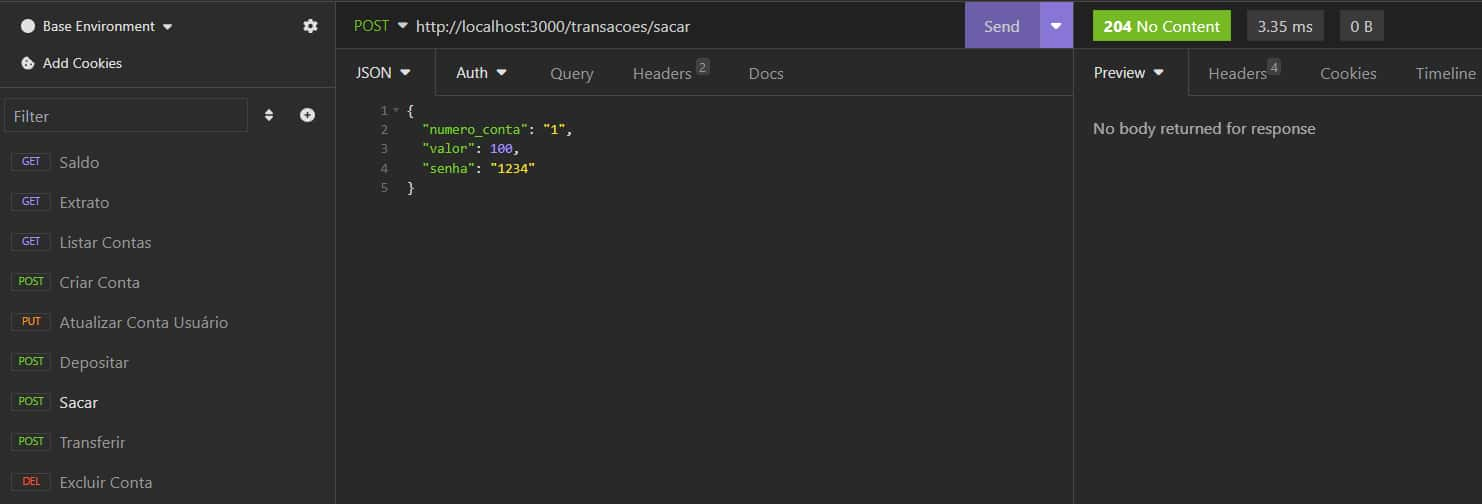 Base Environment
Add Cookies
Filter
GET Saldo
GET Extrato
GET Listar Contas
POST Criar Conta
PUT Atualizar Conta Usuário
POST Depositar
POST Sacar
POST Transferir
DEL Excluir Conta
POST http://localhost:3000/transacoes/sacar Send
JSON Auth Query Headers 2 Docs
1 {
2 "numero_conta": "1",
3 "valor": 100,
4 "senha": "1234"
5 }
204 No Content 3.35 ms 0 B
Preview Headers 4 Cookies Timeline
No body returned for response